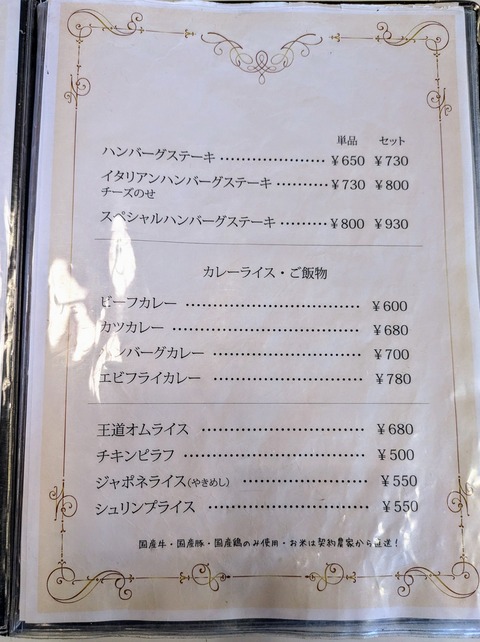 単品 セット
ハンバーグステーキ ¥650 ¥730
イタリアンハンバーグステーキ ¥730 ¥800
チーズのせ
スペシャルハンバーグステーキ ¥800 ¥930
カレーライス・ご飯物
ビーフカレー ¥600
カツカレー ¥680
ハンバーグカレー ¥700
エビフライカレー ¥780
王道オムライス ¥680
チキンピラフ ¥500
ジャポネライス(やきめし) ¥550
シュリンプライス ¥550
国産牛・国産豚・国産鶏のみ使用・お米は契約農家から直送!